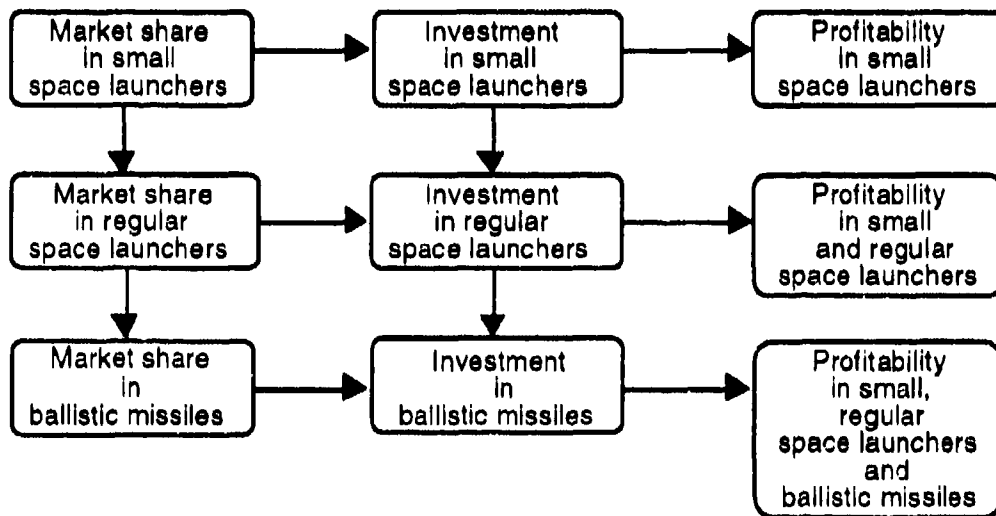 Market share
in small
space launchers
Investment
in small
space launchers
Profitability
in small
space launchers
Market share
in regular
space launchers
Investment
in regular
space launchers
Profitability
in small
and regular
space launchers
Market share
in
ballistic missiles
Investment
in
ballistic missiles
Profitability
in small,
regular
space launchers
and
ballistic missiles